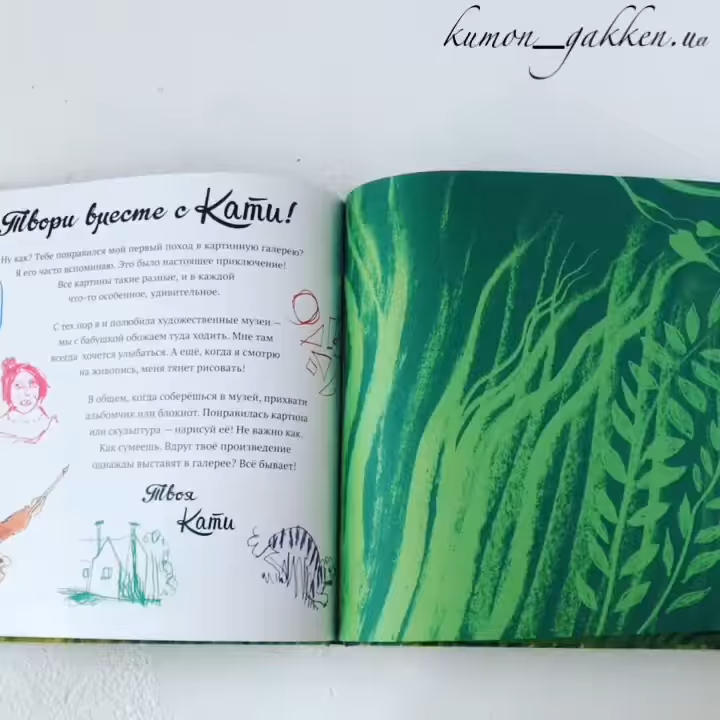 kumon_gakken.ua
Твори вместе с Кати!
Ну как? Тебе понравился мой первый поход в картинную галерею?
Я его часто вспоминаю. Это было настоящее приключение!
Все картины такие разные, и в каждой
что-то особенное, удивительное.
С тех пор я и полюбила художественные музеи —
мы с бабушкой обожаем туда ходить. Мне там
всегда хочется улыбаться. А ещё, когда я смотрю
на живопись, меня тянет рисовать!
В общем, когда соберёшься в музей, прихвати
альбомчик или блокнот. Понравилась картина
или скульптура — нарисуй её! Не важно как.
Как сумеешь. Вдруг твоё произведение
однажды выставят в галерее? Всё бывает!
Твоя
Кати